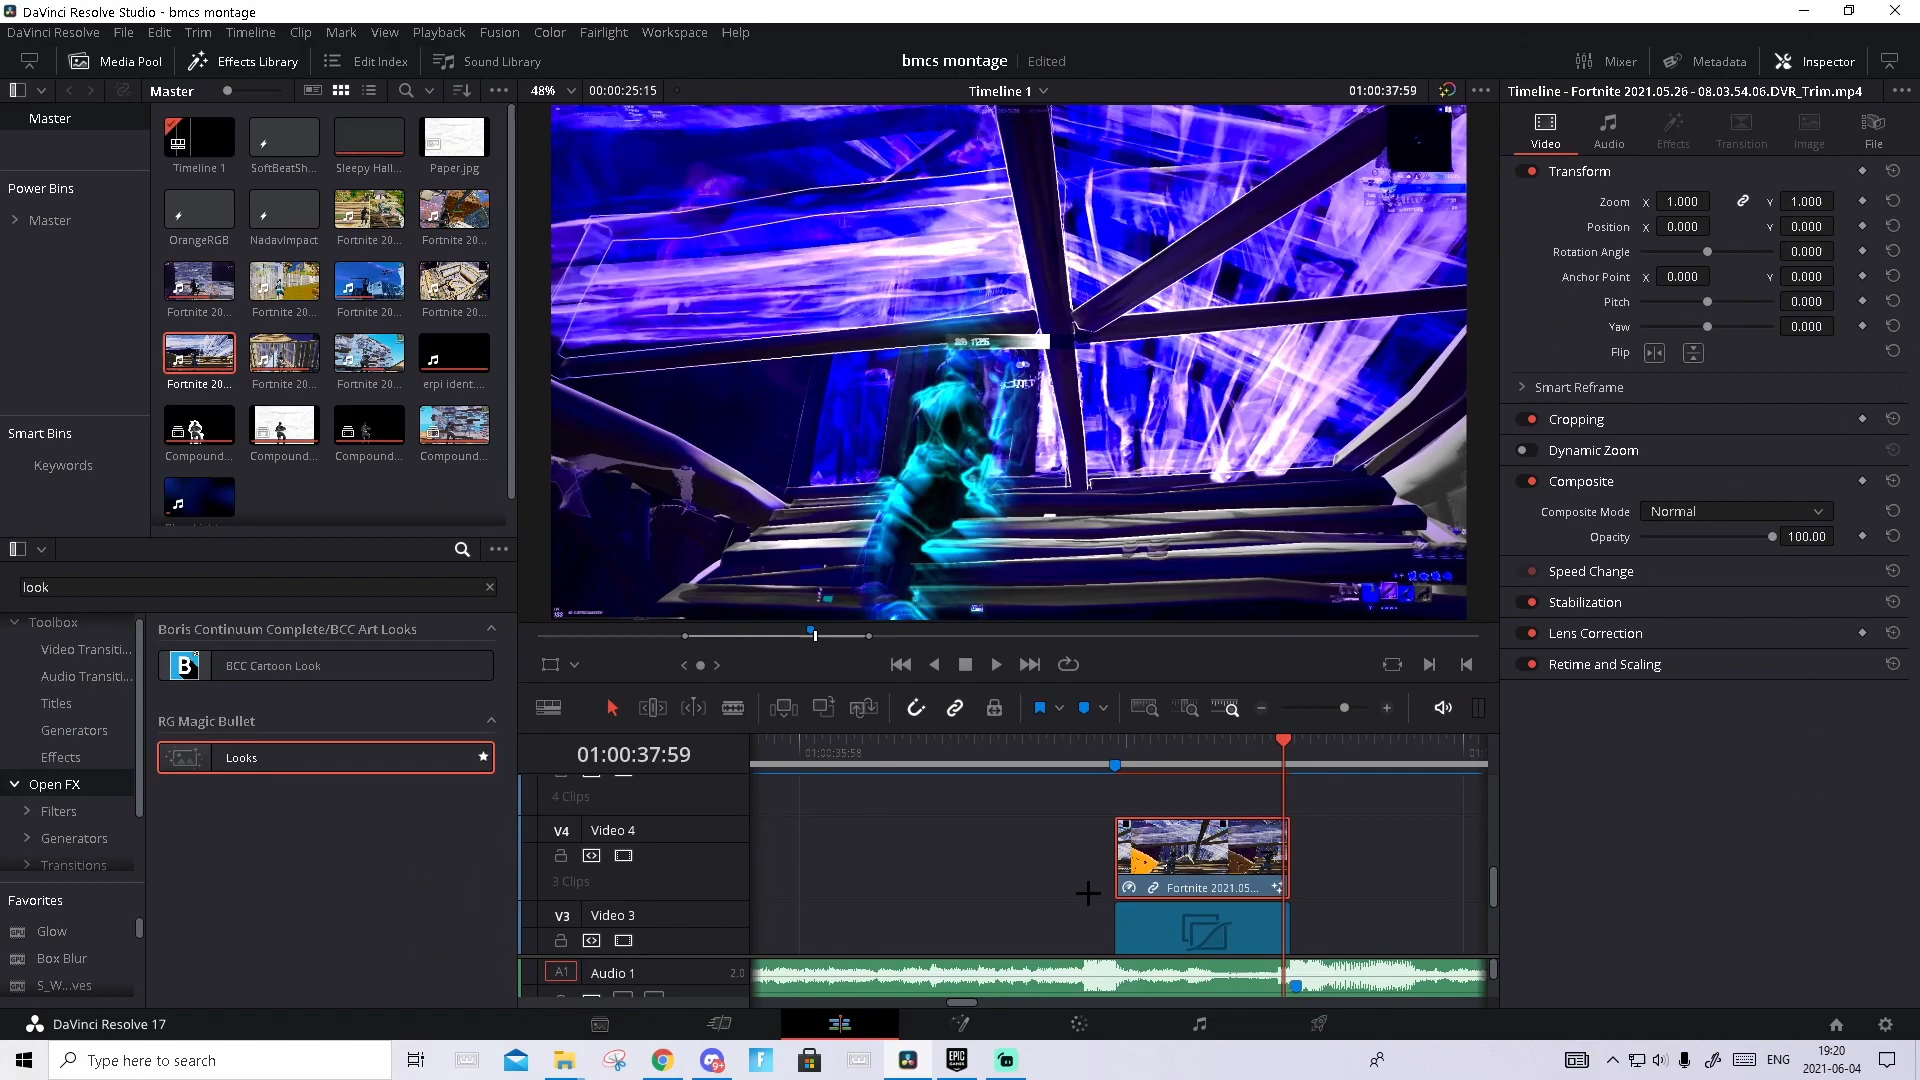 DaVinci Resolve Studio - bmcs montage
DaVinci Resolve File Edit Trim Timeline Clip Mark View Playback Fusion Color Fairlight Workspace Help
Media Pool Effects Library Edit Index Sound Library bmcs montage Edited Mixer Metadata Inspector
Master 48% 00:00:25:15 Timeline 1 01:00:37:59 Timeline - Fortnite 2021.05.26 - 08.03.54.06.DVR_Trim.mp4
Master
Power Bins
Master
Smart Bins
Keywords
Timeline 1 SoftBeatSh... Sleepy Hall... Paper.jpg
OrangeRGB NadavImpact Fortnite 20... Fortnite 20...
Fortnite 20... Fortnite 20... Fortnite 20... Fortnite 20...
Fortnite 20... Fortnite 20... Fortnite 20... erpi ident....
Compound... Compound... Compound... Compound...
look
Toolbox
Video Transiti...
Audio Transiti...
Titles
Generators
Effects
Open FX
Filters
Generators
Transitions
Favorites
Glow
Box Blur
S_W...ves
Boris Continuum Complete/BCC Art Looks
B BCC Cartoon Look
RG Magic Bullet
Looks
Video Audio Effects Transition Image File
Transform
Zoom X 1.000 Y 1.000
Position X 0.000 Y 0.000
Rotation Angle 0.000
Anchor Point X 0.000 Y 0.000
Pitch 0.000
Yaw 0.000
Flip
Smart Reframe
Cropping
Dynamic Zoom
Composite
Composite Mode Normal
Opacity 100.00
Speed Change
Stabilization
Lens Correction
Retime and Scaling
01:00:37:59 01:00:35:58 01:
4 Clips
V4 Video 4
3 Clips
Fortnite 2021.05...
V3 Video 3
A1 Audio 1 2.0
DaVinci Resolve 17
Type here to search
9+
EPIC GAMES
ENG
19:20
2021-06-04